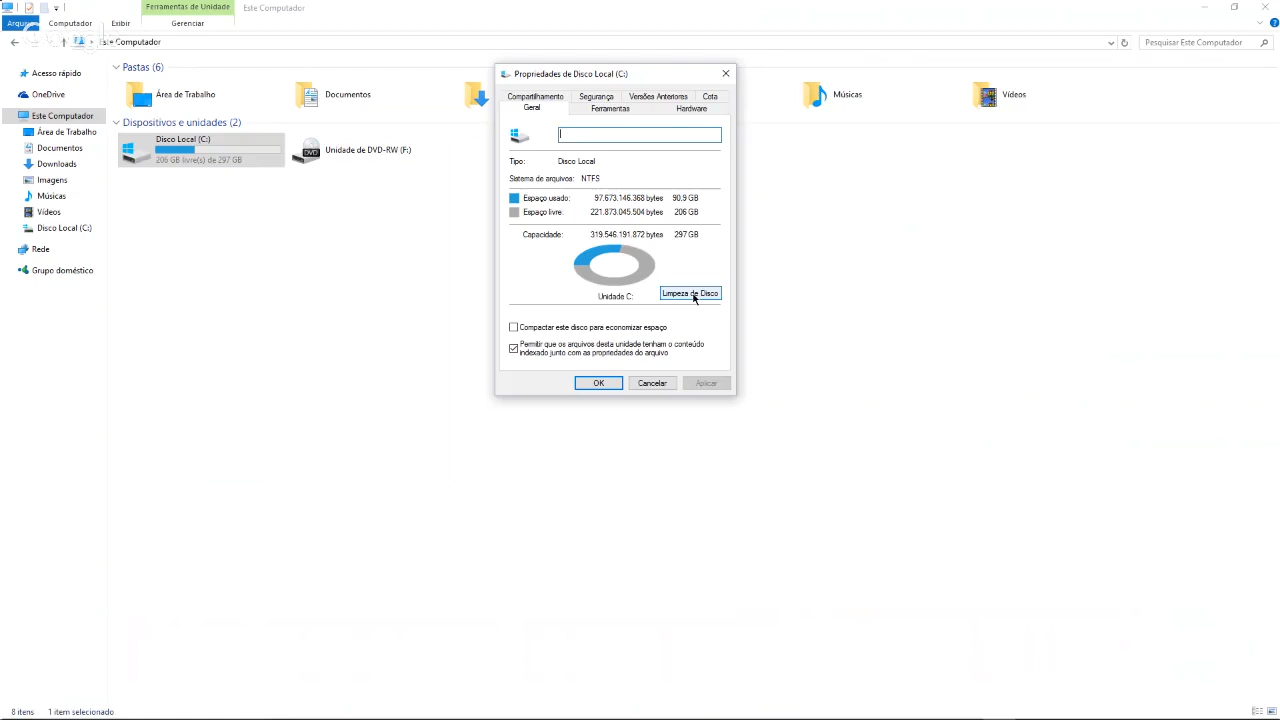 Ferramentas de Unidade
Este Computador
Computador
Exibir
Gerenciar
Este Computador
Pesquisar Este Computador
Acesso rápido
OneDrive
Este Computador
Área de Trabalho
Documentos
Downloads
Imagens
Músicas
Vídeos
Disco Local (C:)
Rede
Grupo doméstico
Pastas (6)
Área de Trabalho
Documentos
Músicas
Vídeos
Dispositivos e unidades (2)
Disco Local (C:)
206 GB livre(s) de 297 GB
Unidade de DVD-RW (F:)
DVD
Propriedades de Disco Local (C:)
Compartilhamento
Segurança
Versões Anteriores
Cota
Geral
Ferramentas
Hardware
Tipo: Disco Local
Sistema de arquivos: NTFS
Espaço usado: 97.673.146.368 bytes 90,9 GB
Espaço livre: 221.873.045.504 bytes 206 GB
Capacidade: 319.546.191.872 bytes 297 GB
Unidade C:
Limpeza de Disco
Compactar este disco para economizar espaço
Permitir que os arquivos desta unidade tenham o conteúdo
indexado junto com as propriedades do arquivo
OK
Cancelar
Aplicar
8 itens
1 item selecionado